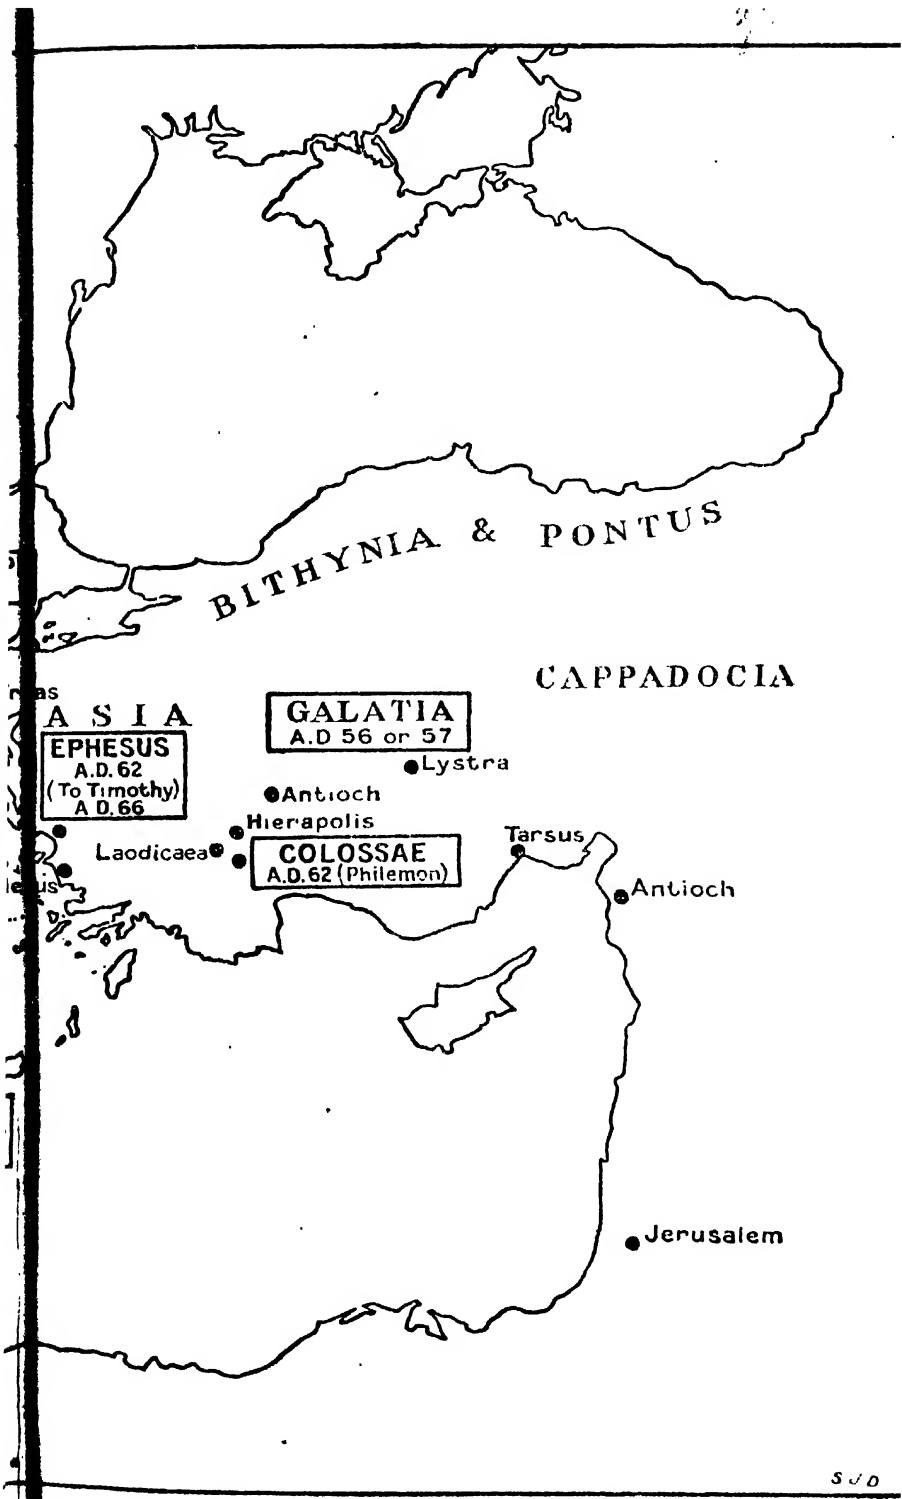 BITHYNIA & PONTUS
CAPPADOCIA
ASIA
EPHESUS
A.D. 62
(To Timothy)
A D. 66
GALATIA
A.D 56 or 57
Lystra
Antioch
Hierapolis
Laodicaea
COLOSSAE
A.D. 62 (Philemon)
Tarsus
Antioch
Jerusalem
S J D